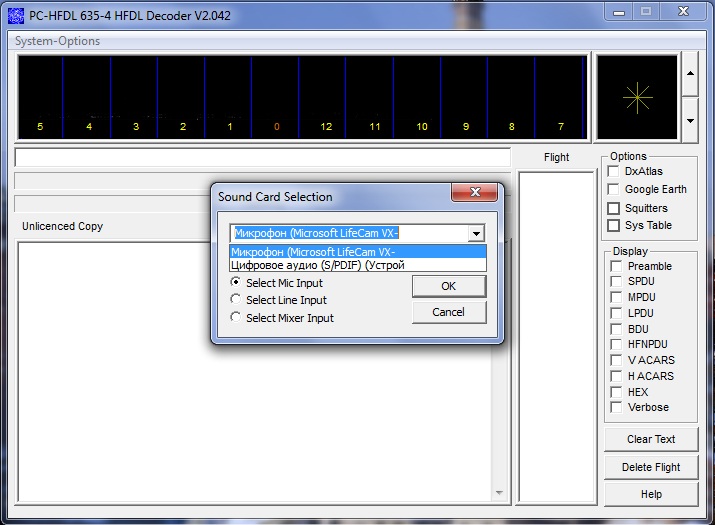 PC-HFDL 635-4 HFDL Decoder V2.042
System-Options
5 4 3 2 1 0 12 11 10 9 8 7
Flight
Options
DxAtlas
Google Earth
Squitters
Sys Table
Unlicenced Copy
Sound Card Selection
Микрофон (Microsoft LifeCam VX-
Микрофон (Microsoft LifeCam VX-
Цифровое аудио (S/PDIF) (Устрой
Select Mic Input
OK
Select Line Input
Cancel
Select Mixer Input
Display
Preamble
SPDU
MPDU
LPDU
BDU
HFNPDU
V ACARS
H ACARS
HEX
Verbose
Clear Text
Delete Flight
Help